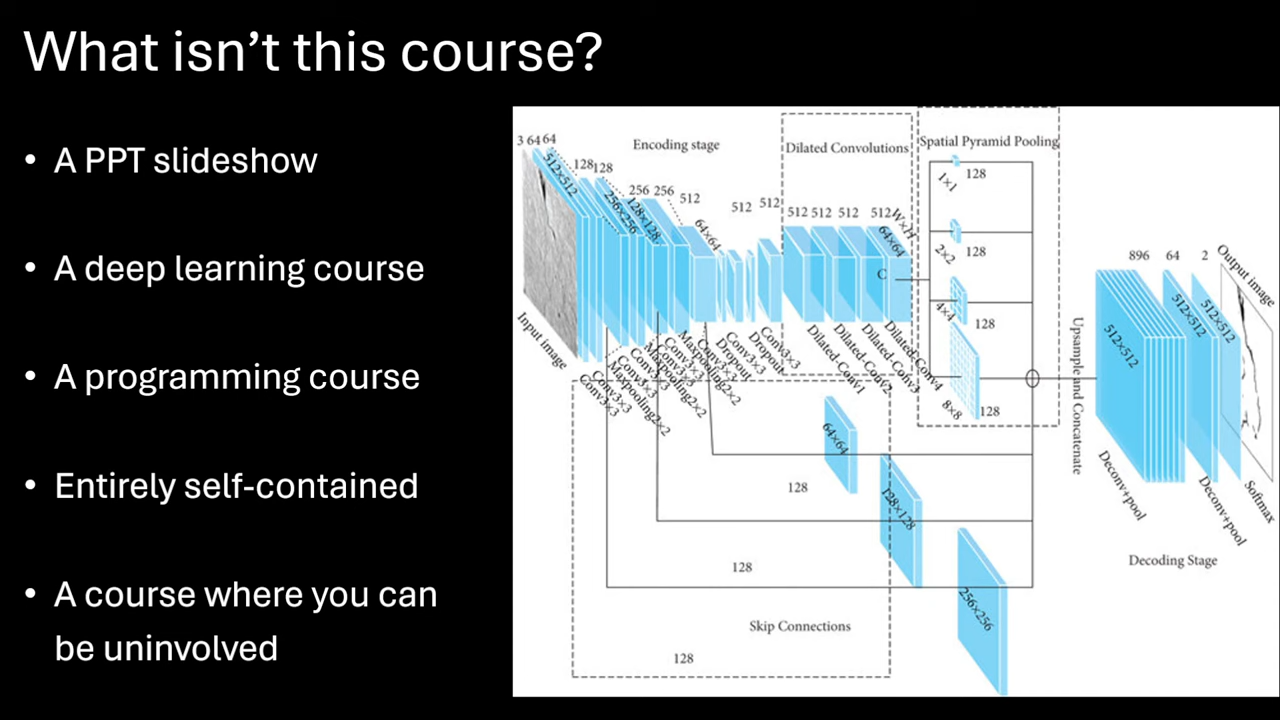 What isn't this course?
• A PPT slideshow
• A deep learning course
• A programming course
• Entirely self-contained
• A course where you can
be uninvolved
3 64 64
512×512
128 128
256×256
Encoding stage
256 256
128×128
512
64×64
512
512
Dilated Convolutions
512 512 512 512
W×H
64×64
C
Spatial Pyramid Pooling
1×1
128
2×2
128
4×4
128
8×8
128
Input image
Conv3×3
Conv3×3
Maxpooling2×2
Conv3×3
Conv3×3
Maxpooling2×2
Conv3×3
Conv3×3
Maxpooling2×2
Conv3×3
Dropout
Conv3×3
Dropout
Conv3×3
Dilated-Conv1
Dilated-Conv2
Dilated-Conv3
Dilated-Conv4
Upsample and Concatenate
896 64 2
512×512
512×512
512×512
Output image
Deconv+pool
Deconv+pool
Softmax
Decoding Stage
64×64
128
128×128
128
256×256
Skip Connections
128